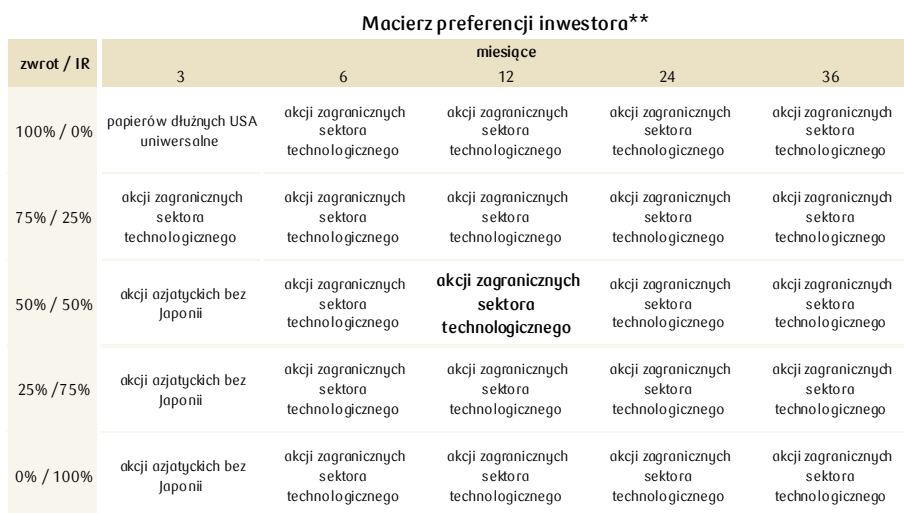 Macierz preferencji inwestora**
zwrot / IR
miesiące
3 6 12 24 36
100% / 0%
papierów dłużnych USA
uniwersalne
akcji zagranicznych
sektora
technologicznego
akcji zagranicznych
sektora
technologicznego
akcji zagranicznych
sektora
technologicznego
akcji zagranicznych
sektora
technologicznego
75% / 25%
akcji zagranicznych
sektora
technologicznego
akcji zagranicznych
sektora
technologicznego
akcji zagranicznych
sektora
technologicznego
akcji zagranicznych
sektora
technologicznego
akcji zagranicznych
sektora
technologicznego
50% / 50%
akcji azjatyckich bez
Japonii
akcji zagranicznych
sektora
technologicznego
akcji zagranicznych
sektora
technologicznego
akcji zagranicznych
sektora
technologicznego
akcji zagranicznych
sektora
technologicznego
25% /75%
akcji azjatyckich bez
Japonii
akcji zagranicznych
sektora
technologicznego
akcji zagranicznych
sektora
technologicznego
akcji zagranicznych
sektora
technologicznego
akcji zagranicznych
sektora
technologicznego
0% / 100%
akcji azjatyckich bez
Japonii
akcji zagranicznych
sektora
technologicznego
akcji zagranicznych
sektora
technologicznego
akcji zagranicznych
sektora
technologicznego
akcji zagranicznych
sektora
technologicznego